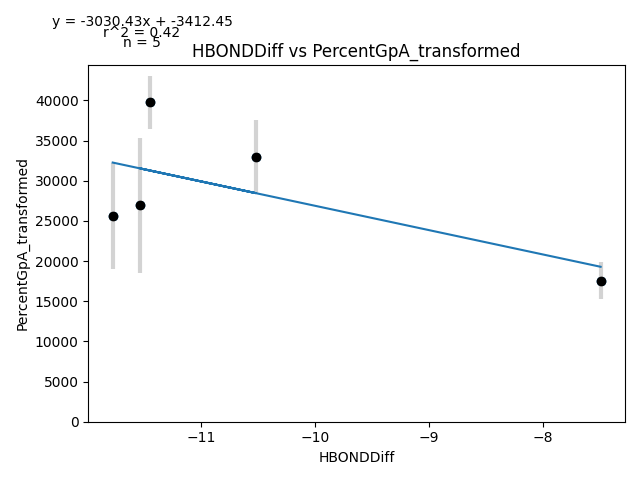 y = -3030.43x + -3412.45
r^2 = 0.42
n = 5
HBONDDiff vs PercentGpA_transformed
PercentGpA_transformed
40000
35000
30000
25000
20000
15000
10000
5000
0
−11
−10
−9
−8
HBONDDiff